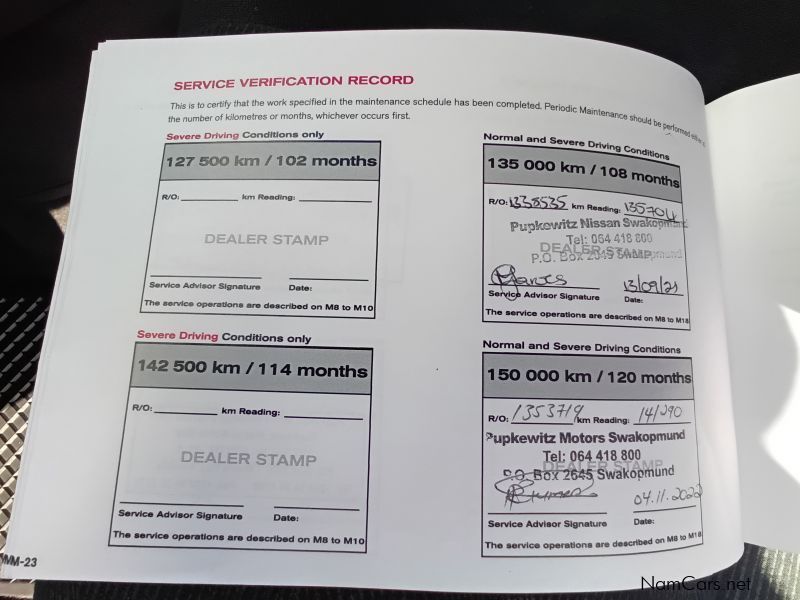 SERVICE VERIFICATION RECORD
This is to certify that the work specified in the maintenance schedule has been completed. Periodic Maintenance should be performed
the number of kilometres or months, whichever occurs first.
Severe Driving Conditions only
127 500 km / 102 months
R/O: km Reading:
DEALER STAMP
Service Advisor Signature Date:
The service operations are described on M8 to M10
Normal and Severe Driving Conditions
135 000 km / 108 months
R/O: 1338535 km Reading: 135704
Pupkewitz Nissan Swakopmund
Tel: 064 418 800
DEALER STAMP
P.O. Box 2645 Swakopmund
13/09/21
Service Advisor Signature Date:
The service operations are described on M8 to M18
Severe Driving Conditions only
142 500 km / 114 months
R/O: km Reading:
DEALER STAMP
Service Advisor Signature Date:
The service operations are described on M8 to M10
Normal and Severe Driving Conditions
150 000 km / 120 months
R/O: 1353719 km Reading: 141290
Pupkewitz Motors Swakopmund
Tel: 064 418 800
DEALER STAMP
P.O. Box 2645 Swakopmund
04.11.2022
Service Advisor Signature Date:
The service operations are described on M8 to M18
MM-23
NamCars.net